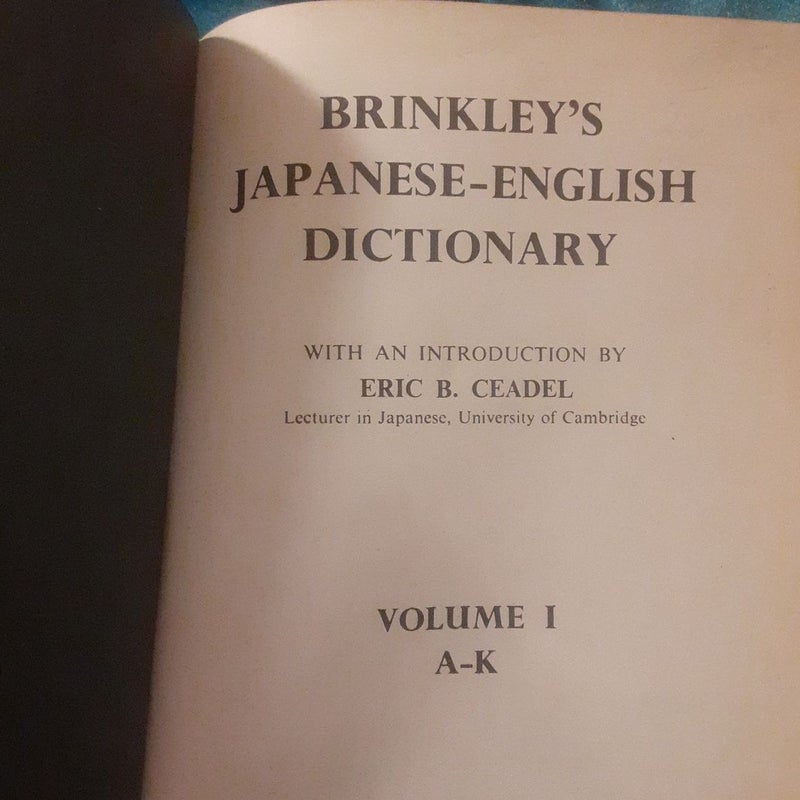 BRINKLEY'S
JAPANESE-ENGLISH
DICTIONARY
WITH AN INTRODUCTION BY
ERIC B. CEADEL
Lecturer in Japanese, University of Cambridge
VOLUME I
A-K